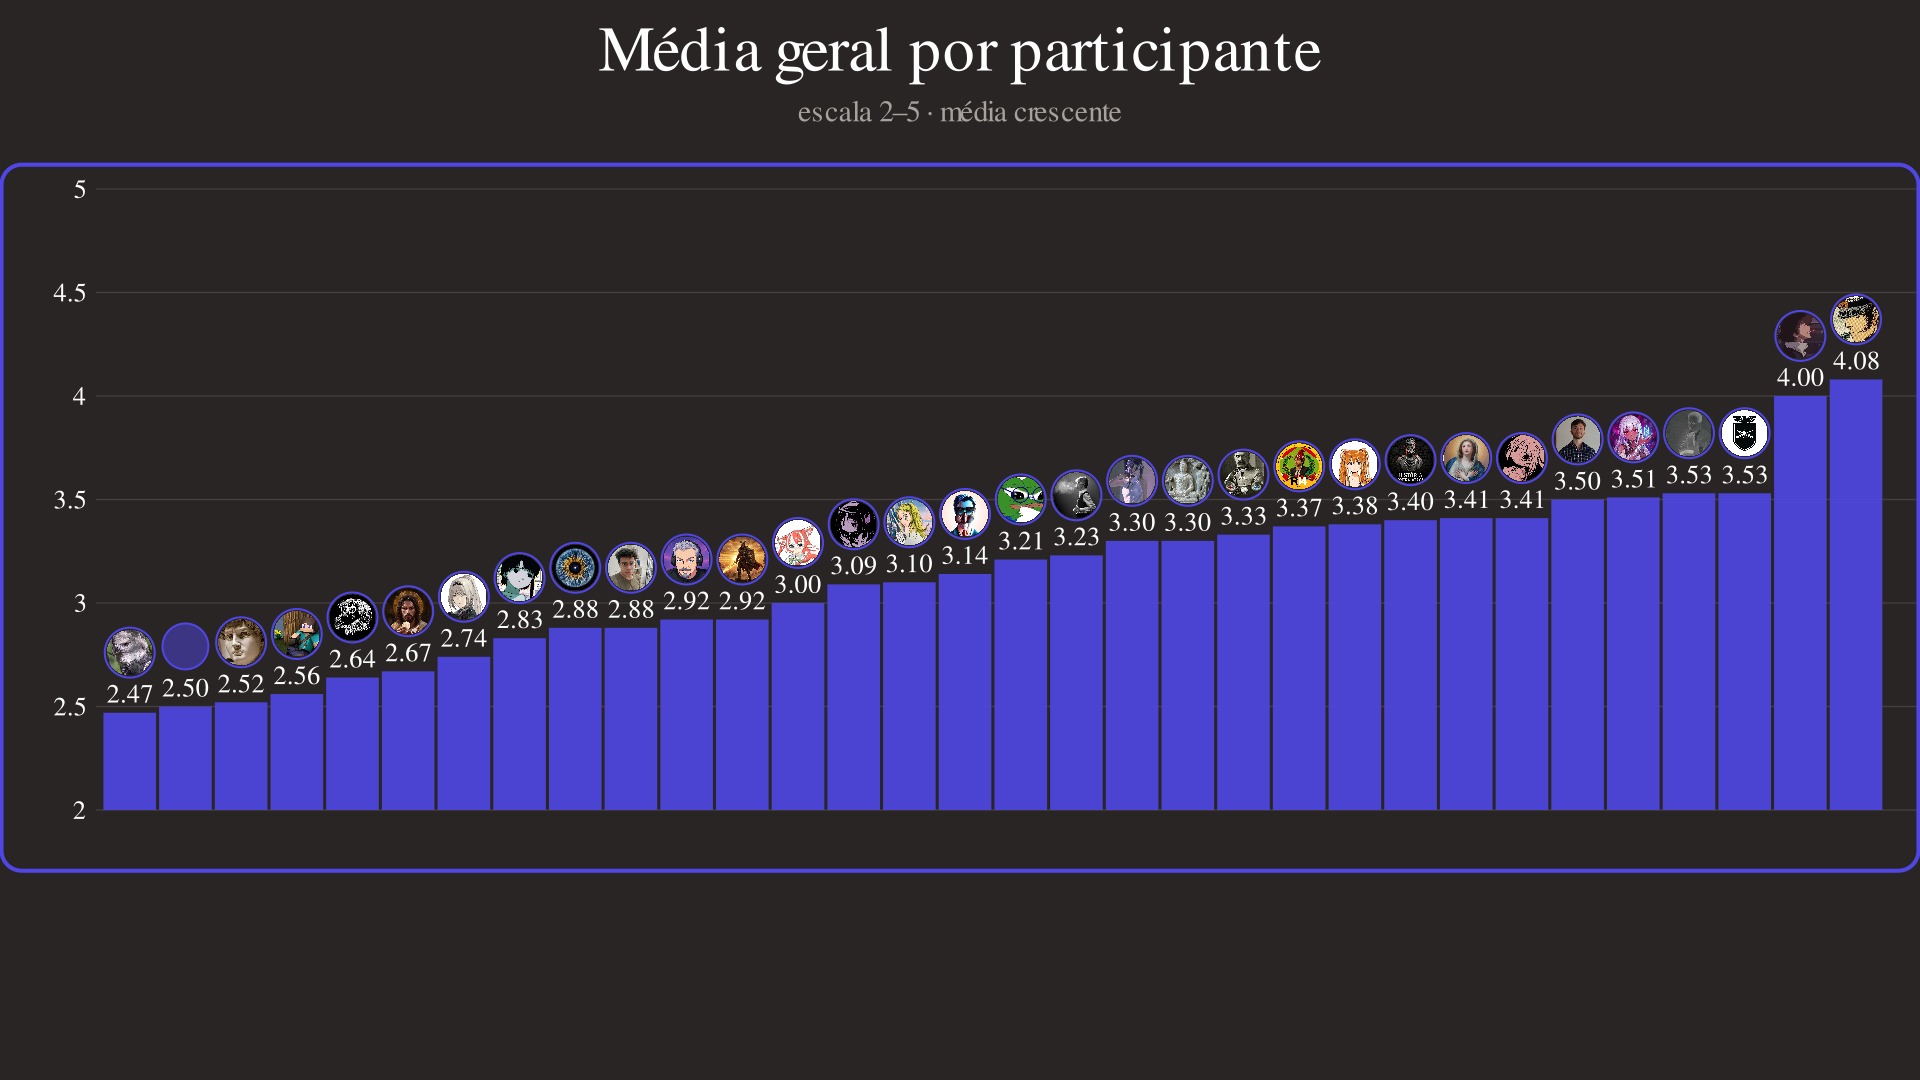 Média geral por participante
escala 2–5 · média crescente
5
4.5
4
3.5
3
2.5
2
2.47 2.50 2.52 2.56 2.64 2.67 2.74 2.83 2.88 2.88 2.92 2.92 3.00 3.09 3.10 3.14 3.21 3.23 3.30 3.30 3.33 3.37 3.38 3.40 3.41 3.41 3.50 3.51 3.53 3.53 4.00 4.08